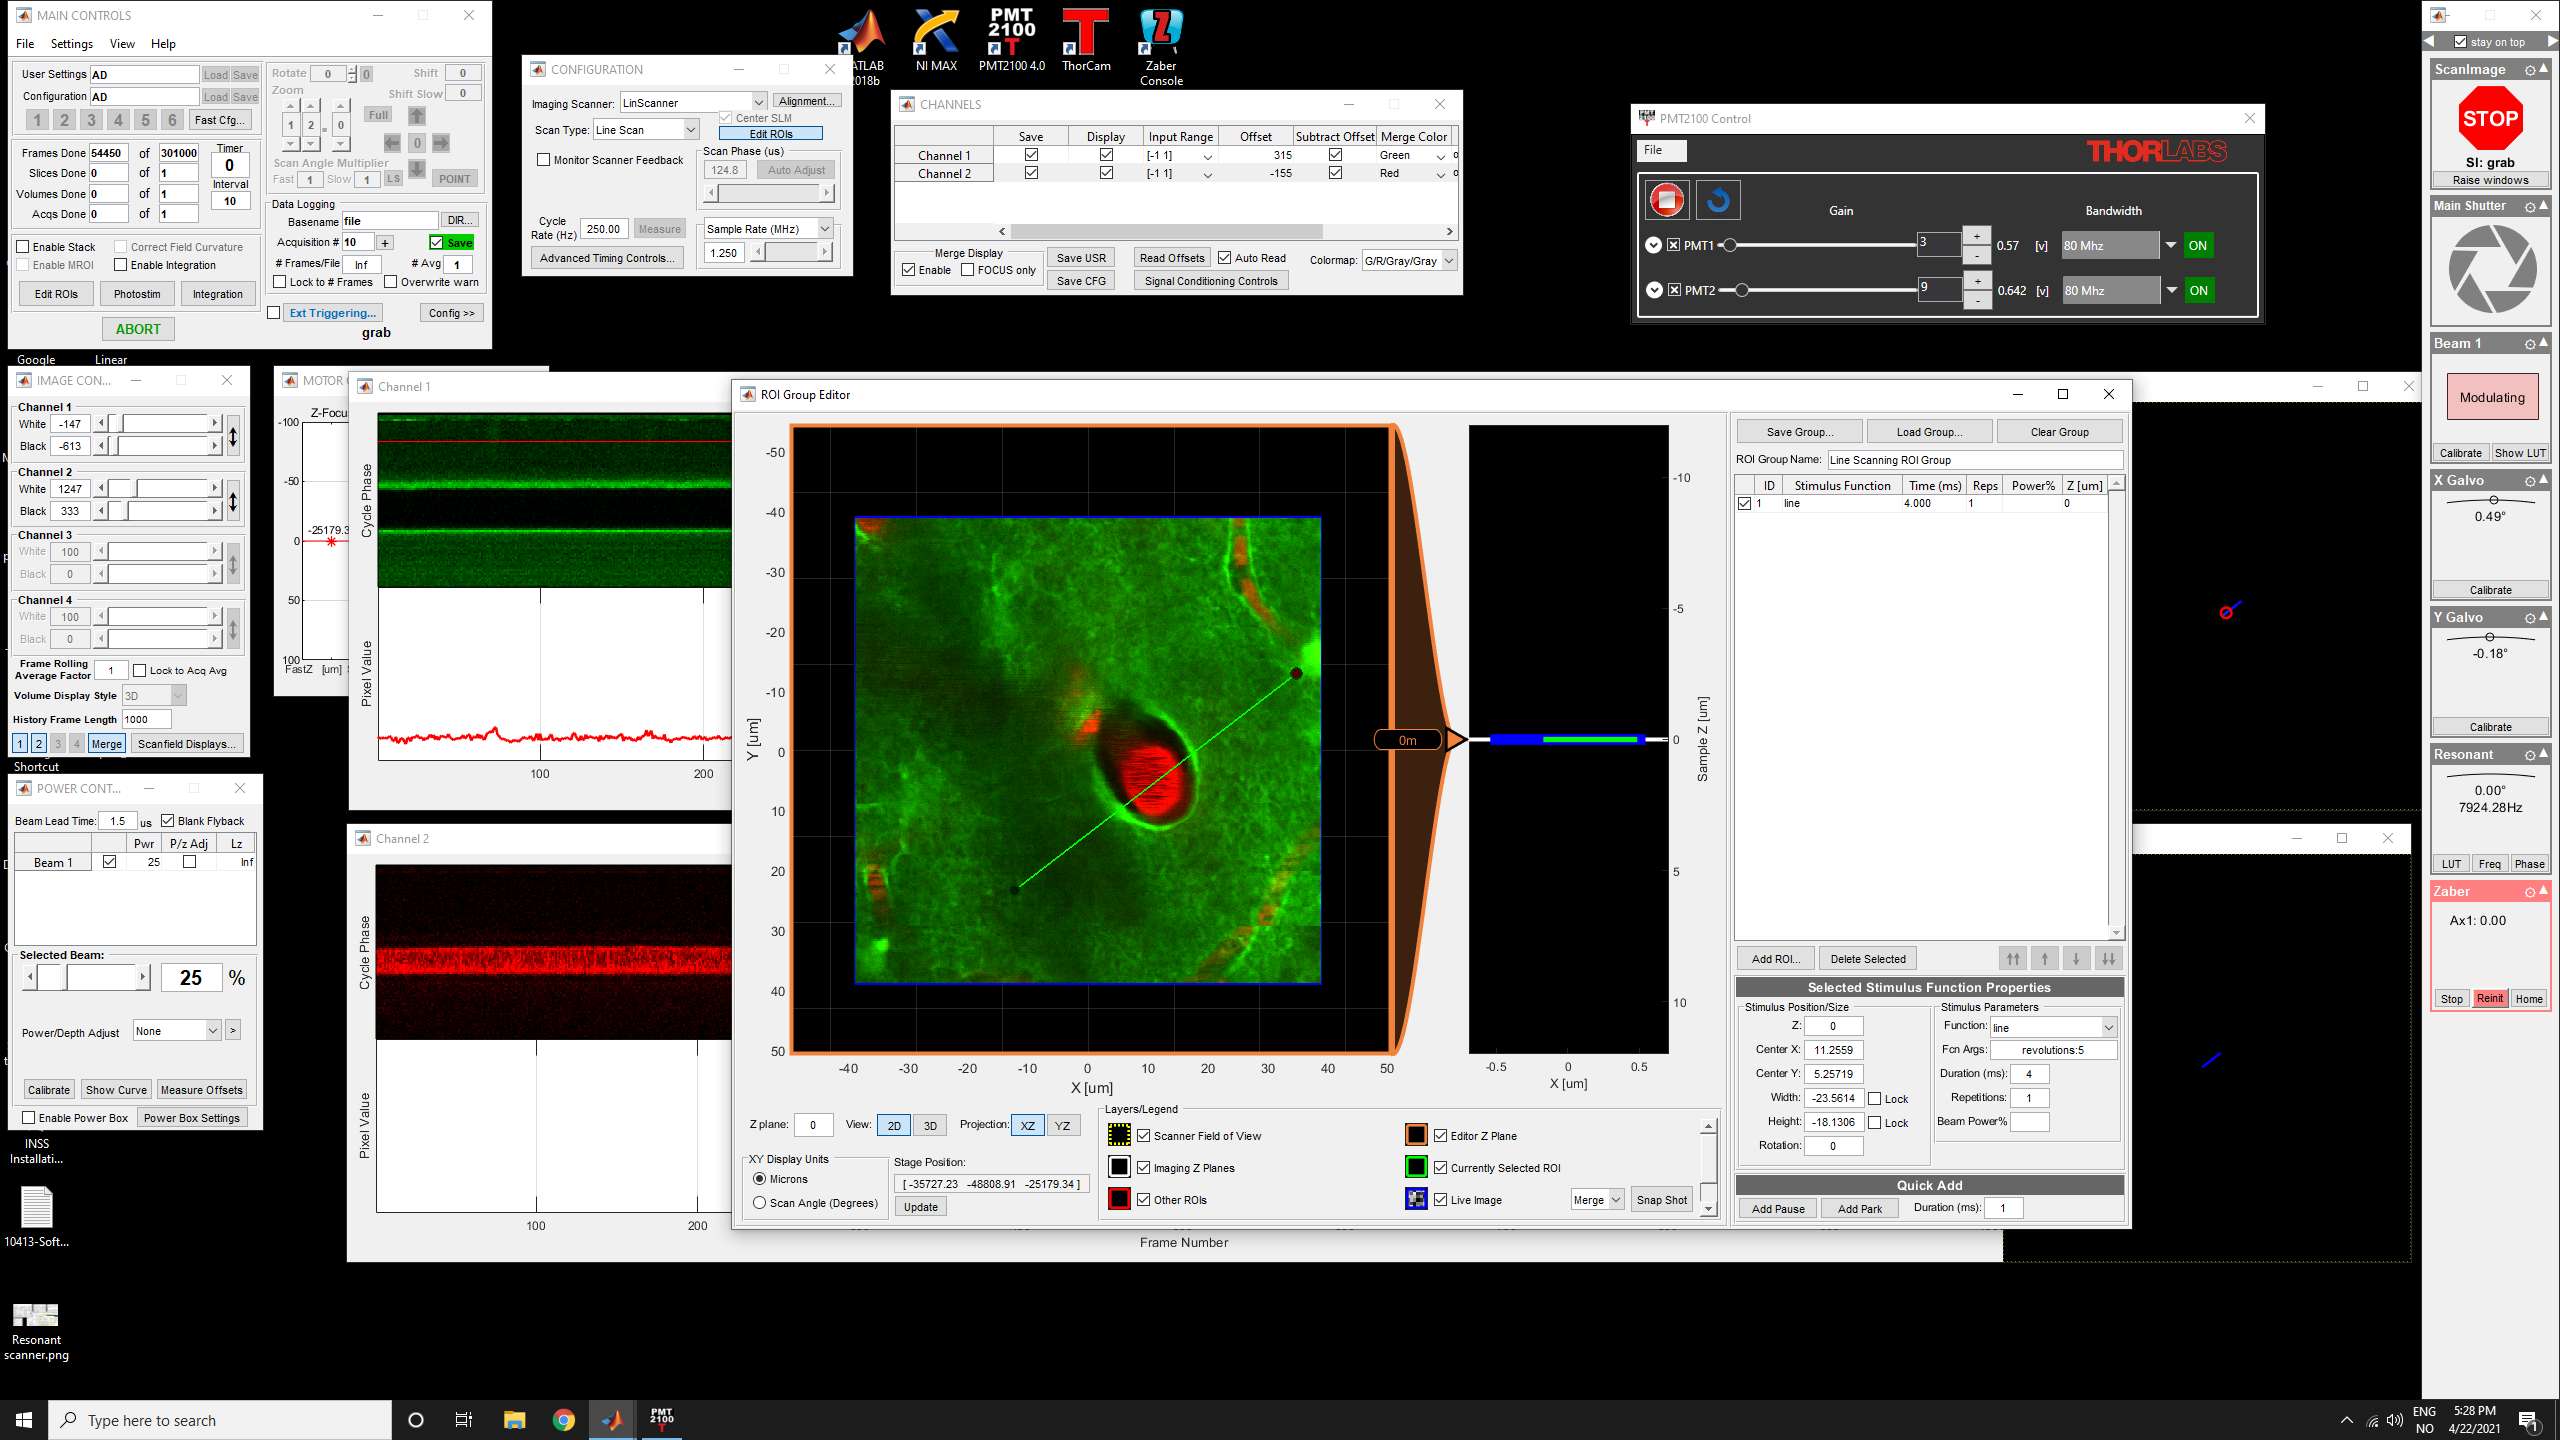 MAIN CONTROLS
File Settings View Help
User Settings AD Load Save
Configuration AD Load Save
1 2 3 4 5 6 Fast Cfg...
Frames Done 54450 of 301000
Slices Done 0 of 1
Volumes Done 0 of 1
Acqs Done 0 of 1
Timer
0
Interval
10
Enable Stack Correct Field Curvature
Enable MROI Enable Integration
Edit ROIs Photostim Integration
ABORT
Rotate 0 0 Shift 0
Zoom Shift Slow 0
1 2 . 0 Full 0
Scan Angle Multiplier
Fast 1 Slow 1 LS POINT
Data Logging
Basename file DIR...
Acquisition # 10 + Save
# Frames/File Inf # Avg 1
Lock to # Frames Overwrite warn
Ext Triggering... Config >>
grab
Google Linear
CONFIGURATION
Imaging Scanner: LinScanner Alignment...
Center SLM
Scan Type: Line Scan Edit ROIs
Monitor Scanner Feedback
Scan Phase (us)
124.8 Auto Adjust
Cycle
Rate (Hz) 250.00 Measure
Sample Rate (MHz)
1.250
Advanced Timing Controls...
ATLAB
2018b
NI MAX
PMT
2100
PMT2100 4.0
ThorCam
Zaber
Console
CHANNELS
Save Display Input Range Offset Subtract Offset Merge Color
Channel 1 [-1 1] 315 Green
Channel 2 [-1 1] -155 Red
Merge Display
Enable FOCUS only
Save USR
Save CFG
Read Offsets Auto Read
Signal Conditioning Controls
Colormap: G/R/Gray/Gray
PMT2100 Control
File
THORLABS
Gain Bandwidth
PMT1 3 + - 0.57 [v] 80 Mhz ON
PMT2 9 + - 0.642 [v] 80 Mhz ON
stay on top
ScanImage
STOP
SI: grab
Raise windows
Main Shutter
Beam 1
Modulating
Calibrate Show LUT
X Galvo
0.49°
Calibrate
Y Galvo
-0.18°
Calibrate
Resonant
0.00°
7924.28Hz
LUT Freq Phase
Zaber
Ax1: 0.00
Stop Reinit Home
IMAGE CON...
Channel 1
White -147
Black -613
Channel 2
White 1247
Black 333
Channel 3
White 100
Black 0
Channel 4
White 100
Black 0
Frame Rolling
Average Factor 1 Lock to Acq Avg
Volume Display Style 3D
History Frame Length 1000
1 2 3 4 Merge Scanfield Displays...
Shortcut
Z-Focu
-100
-50
-25179.3
0
50
100
FastZ [um]
Channel 1
Cycle Phase
Pixel Value
100 200
Channel 2
Cycle Phase
Pixel Value
100 200
Frame Number
POWER CONT...
Beam Lead Time: 1.5 us Blank Flyback
Pwr P/z Adj Lz
Beam 1 25 Inf
Selected Beam:
25 %
Power/Depth Adjust None >
Calibrate Show Curve Measure Offsets
Enable Power Box Power Box Settings
INSS
Installati...
10413-Soft...
Resonant
scanner.png
ROI Group Editor
-50
-40
-30
-20
-10
0
10
20
30
40
50
Y [um]
-40 -30 -20 -10 0 10 20 30 40 50
X [um]
0m
-10
-5
0
5
10
Sample Z [um]
-0.5 0 0.5
X [um]
Z plane: 0 View: 2D 3D Projection: XZ YZ
XY Display Units
Microns
Scan Angle (Degrees)
Stage Position:
[ -35727.23 -48808.91 -25179.34 ]
Update
Layers/Legend
Scanner Field of View Editor Z Plane
Imaging Z Planes Currently Selected ROI
Other ROIs Live Image Merge Snap Shot
Save Group... Load Group... Clear Group
ROI Group Name: Line Scanning ROI Group
ID Stimulus Function Time (ms) Reps Power% Z [um]
1 line 4.000 1 0
Add ROI... Delete Selected
Selected Stimulus Function Properties
Stimulus Position/Size
Z: 0
Center X: 11.2559
Center Y: 5.25719
Width: -23.5614 Lock
Height: -18.1306 Lock
Rotation: 0
Stimulus Parameters
Function: line
Fcn Args: revolutions:5
Duration (ms): 4
Repetitions: 1
Beam Power%
Quick Add
Add Pause Add Park Duration (ms): 1
Type here to search
PMT
2100
ENG
NO
5:28 PM
4/22/2021
1